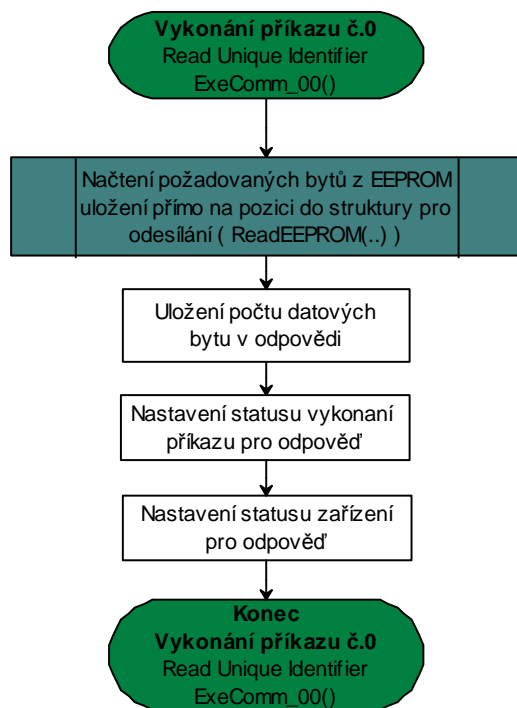 Vykonání příkazu č.0
Read Unique Identifier
ExeComm_00()
Načtení požadovaných bytů z EEPROM
uložení přímo na pozici do struktury pro
odesílání ( ReadEEPROM(..) )
Uložení počtu datových
bytu v odpovědi
Nastavení statusu vykonaní
příkazu pro odpověď
Nastavení statusu zařízení
pro odpověď
Konec
Vykonání příkazu č.0
Read Unique Identifier
ExeComm_00()